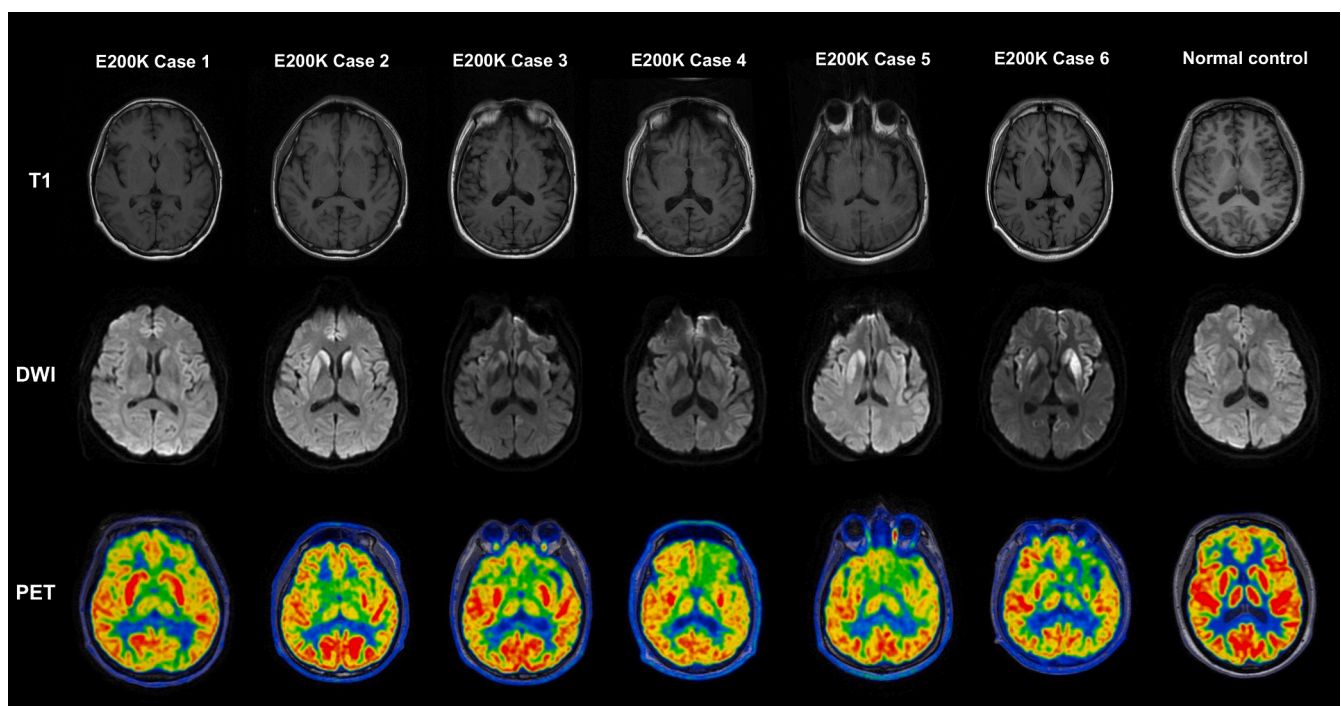 E200K Case 1 E200K Case 2 E200K Case 3 E200K Case 4 E200K Case 5 E200K Case 6 Normal control
T1
DWI
PET